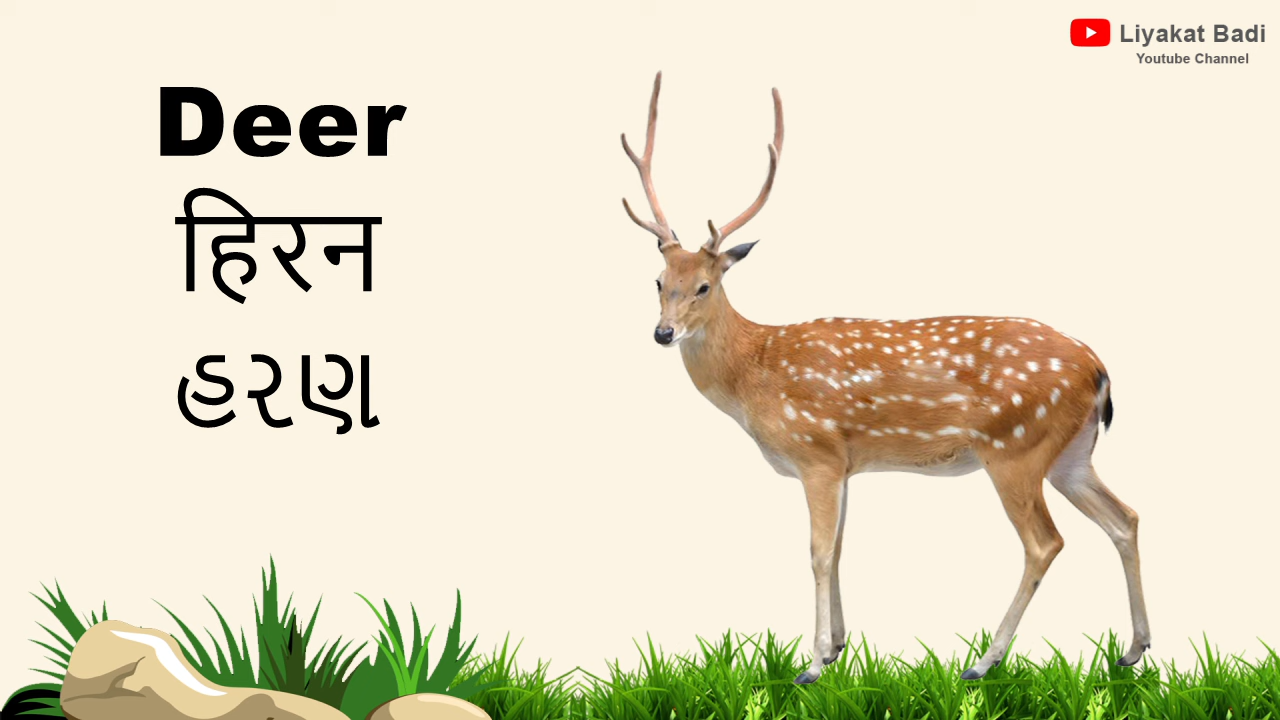 Liyakat Badi
Youtube Channel
Deer
हिरन
હરણ